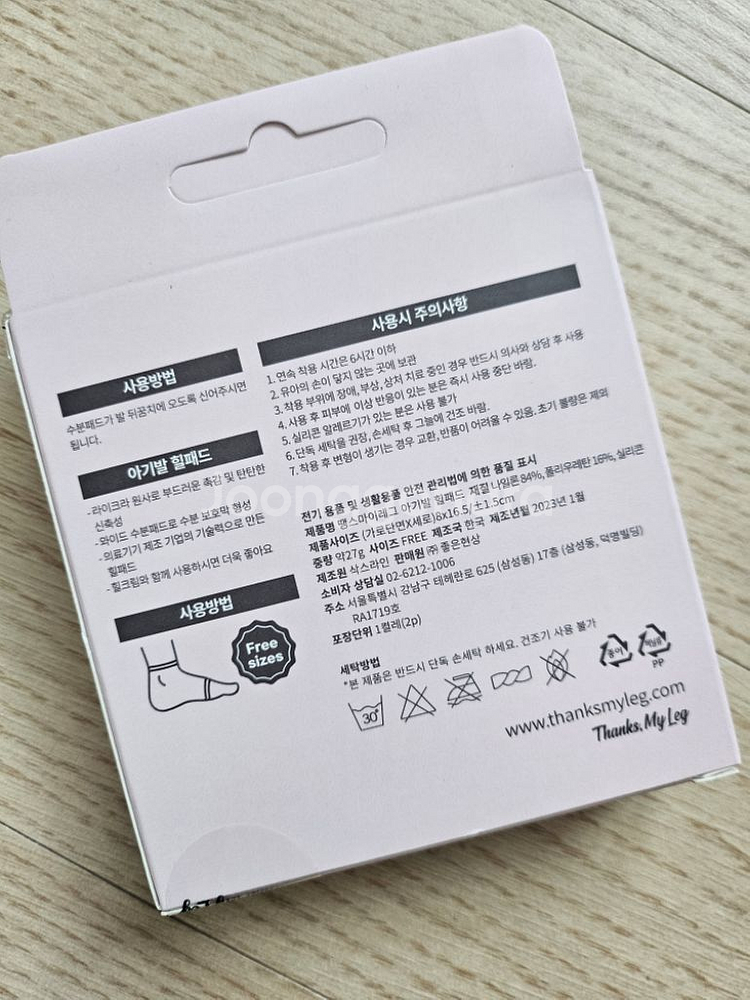 사용방법
수분패드가 발 뒤꿈치에 오도록 신어주시면
됩니다.
아기발 힐패드
- 라이크라 원사로 부드러운 촉감 및 탄탄한
신축성
- 와이드 수분패드로 수분 보호막 형성
- 의료기기 제조 기업의 기술력으로 만든
힐패드
- 힐크림와 함께 사용하시면 더욱 좋아요
사용방법
Free
sizes
사용시 주의사항
1. 연속 착용 시간은 6시간 이하
2. 유아의 손이 닿지 않는 곳에 보관
3. 착용 부위에 장애, 부상, 상처 치료 중인 경우 반드시 의사와 상담 후 사용
4. 사용 후 피부에 이상 반응이 있는 분은 즉시 사용 중단 바람.
5. 실리콘 알레르기가 있는 분은 사용 불가
6. 단독 세탁을 권장, 손세탁 후 그늘에 건조 바람.
7. 착용 후 변형이 생기는 경우 교환, 반품이 어려울 수 있음. 초기 불량은 제외
전기 용품 및 생활용품 안전 관리법에 의한 품질 표시
제품명 땡스마이레그 아기발 힐패드 재질 나일론 84%, 폴리우레탄 16%, 실리콘
제품사이즈 (가로단면X세로)8x16.5/±1.5cm
중량 약27g 사이즈 FREE 제조국 한국 제조년월 2023년 1월
제조원 삭스라인 판매원 ㈜ 좋은현상
소비자 상담실 02-6212-1006
주소 서울특별시 강남구 테헤란로 625 (삼성동) 17층 (삼성동, 덕명빌딩)
RA1719호
포장단위 1켤레(2p)
세탁방법
*본 제품은 반드시 단독 손세탁 하세요. 건조기 사용 불가
30°
종이
PP
www.thanksmyleg.com
Thanks, My Leg